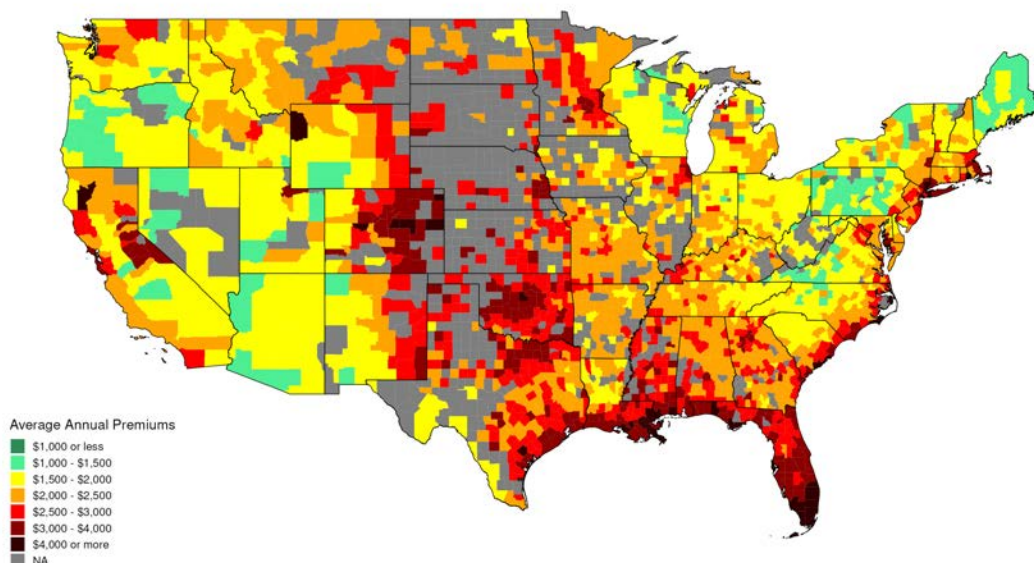 Average Annual Premiums
$1,000 or less
$1,000 - $1,500
$1,500 - $2,000
$2,000 - $2,500
$2,500 - $3,000
$3,000 - $4,000
$4,000 or more
NA